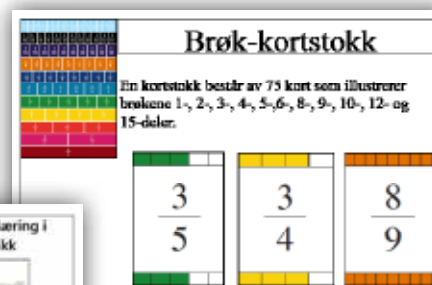 Brøk-kortstokk
En kortstokk består av 75 kort som illustrerer
brøkene 1-, 2-, 3-, 4-, 5-,6-, 8-, 9-, 10-, 12- og
15-deler.
3
5
3
4
8
9
læring i
kk